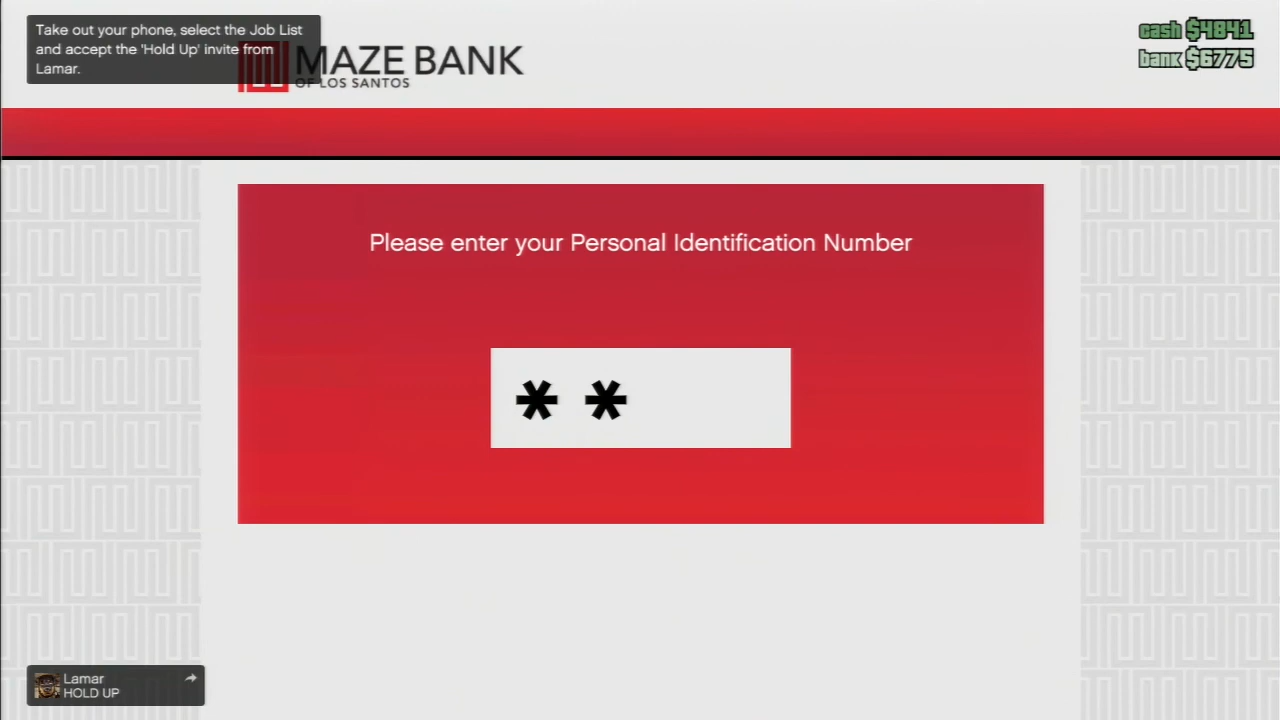 Take out your phone, select the Job List
and accept the 'Hold Up' invite from
Lamar.
MAZE BANK
OF LOS SANTOS
cash $4841
bank $6775
Please enter your Personal Identification Number
* *
Lamar
HOLD UP